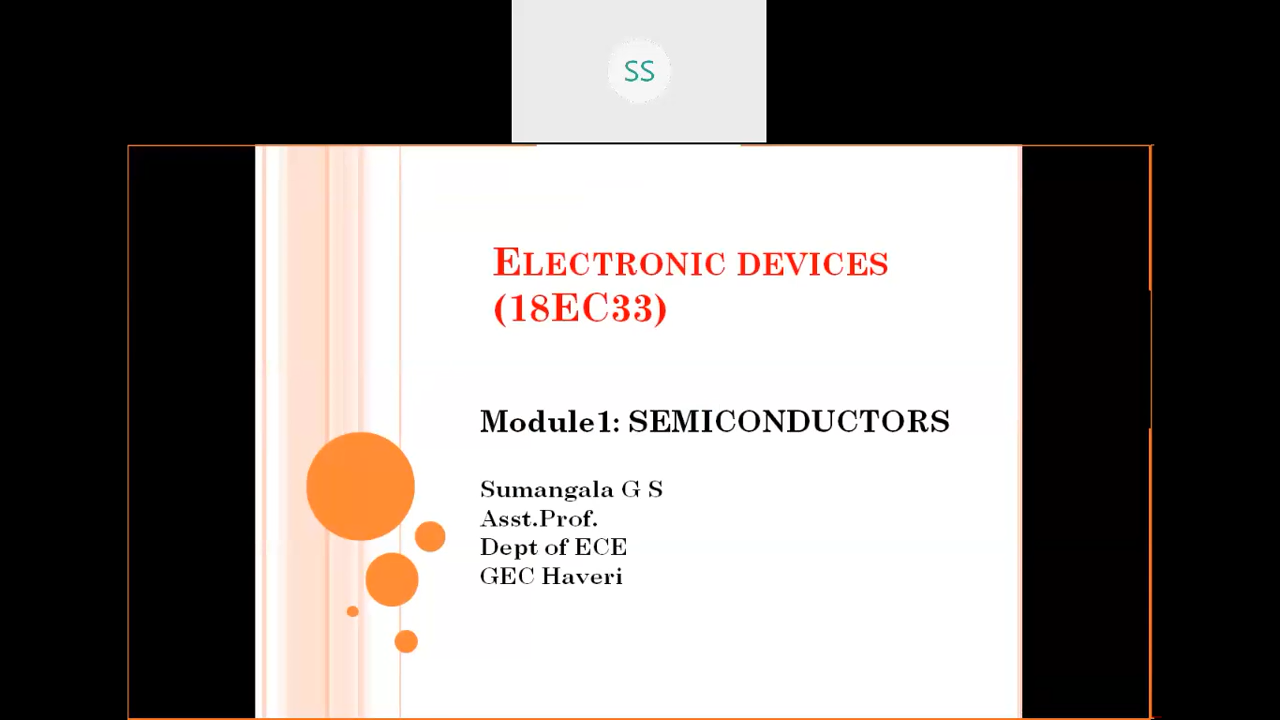 SS
ELECTRONIC DEVICES
(18EC33)
Module1: SEMICONDUCTORS
Sumangala G S
Asst.Prof.
Dept of ECE
GEC Haveri